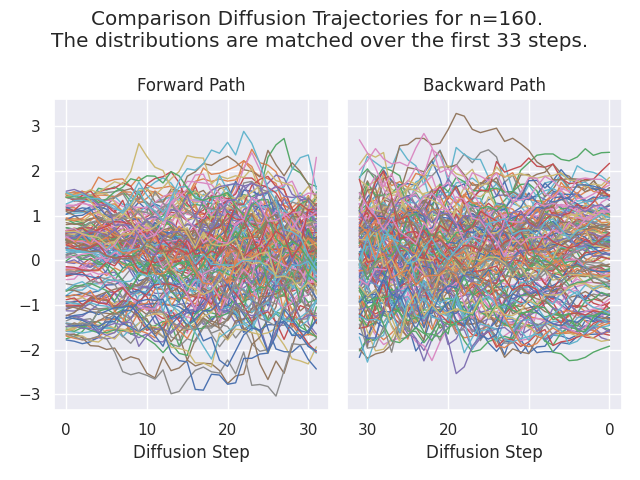 Comparison Diffusion Trajectories for n=160.
The distributions are matched over the first 33 steps.
Forward Path
Backward Path
3
2
1
0
−1
−2
−3
0 10 20 30
30 20 10 0
Diffusion Step
Diffusion Step